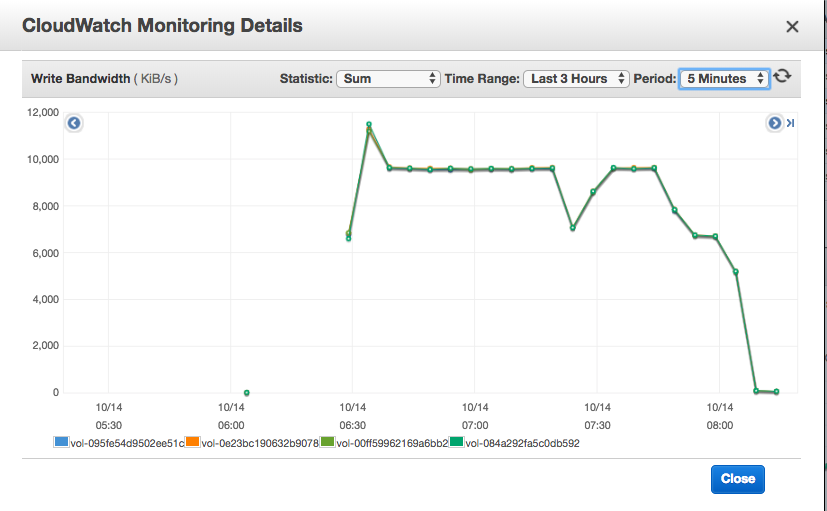 CloudWatch Monitoring Details
Write Bandwidth ( KiB/s ) Statistic: Sum Time Range: Last 3 Hours Period: 5 Minutes
12,000
10,000
8,000
6,000
4,000
2,000
0
10/14 10/14 10/14 10/14 10/14 10/14
05:30 06:00 06:30 07:00 07:30 08:00
vol-095fe54d9502ee51c vol-0e23bc190632b9078 vol-00ff59962169a6bb2 vol-084a292fa5c0db592
Close